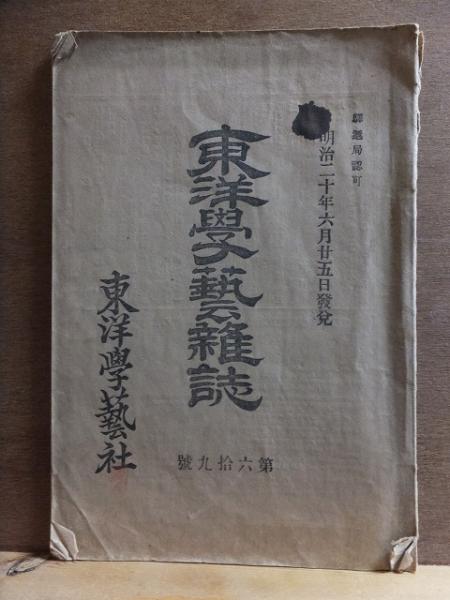 驛遞局認可
明治二十年六月廿五日發兌
東洋學藝雜誌
第六拾九號
東洋學藝社